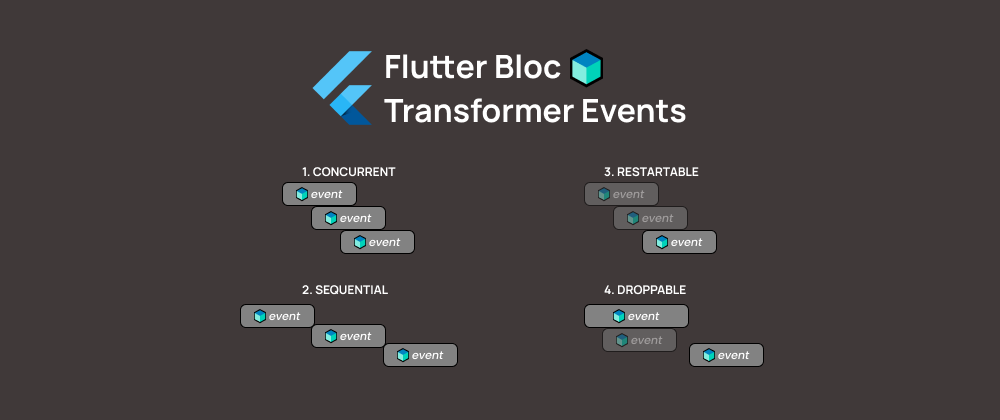 Flutter Bloc
Transformer Events
1. CONCURRENT
event
event
event
2. SEQUENTIAL
event
event
event
3. RESTARTABLE
event
event
event
4. DROPPABLE
event
event
event